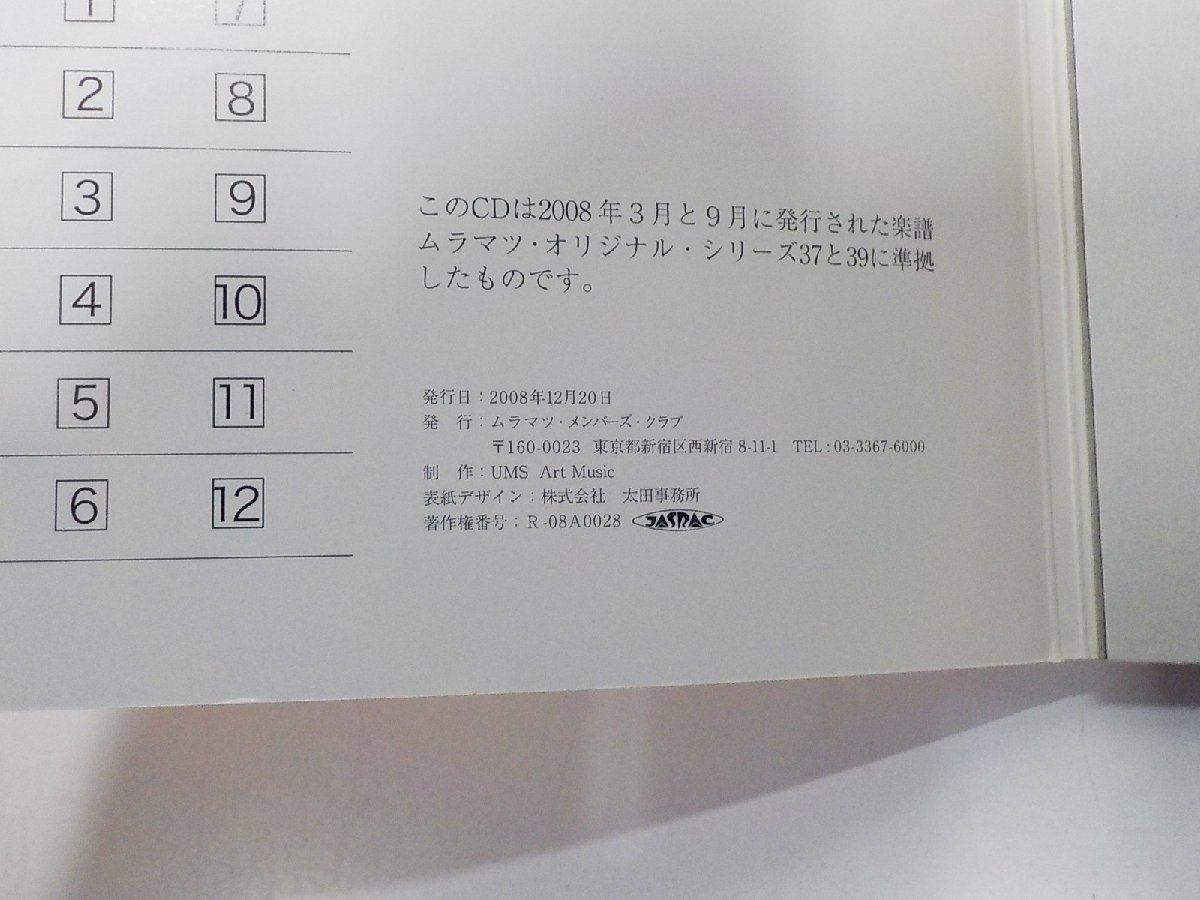 1 7
2 8
3 9
4 10
5 11
6 12
このCDは2008年3月と9月に発行された楽譜
ムラマツ・オリジナル・シリーズ37と39に準拠
したものです。
発行日：2008年12月20日
発　行：ムラマツ・メンバーズ・クラブ
〒160-0023 東京都新宿区西新宿 8-11-1 TEL：03-3367-6000
制　作：UMS Art Music
表紙デザイン：株式会社　太田事務所
著作権番号：R-08A0028 JASRAC